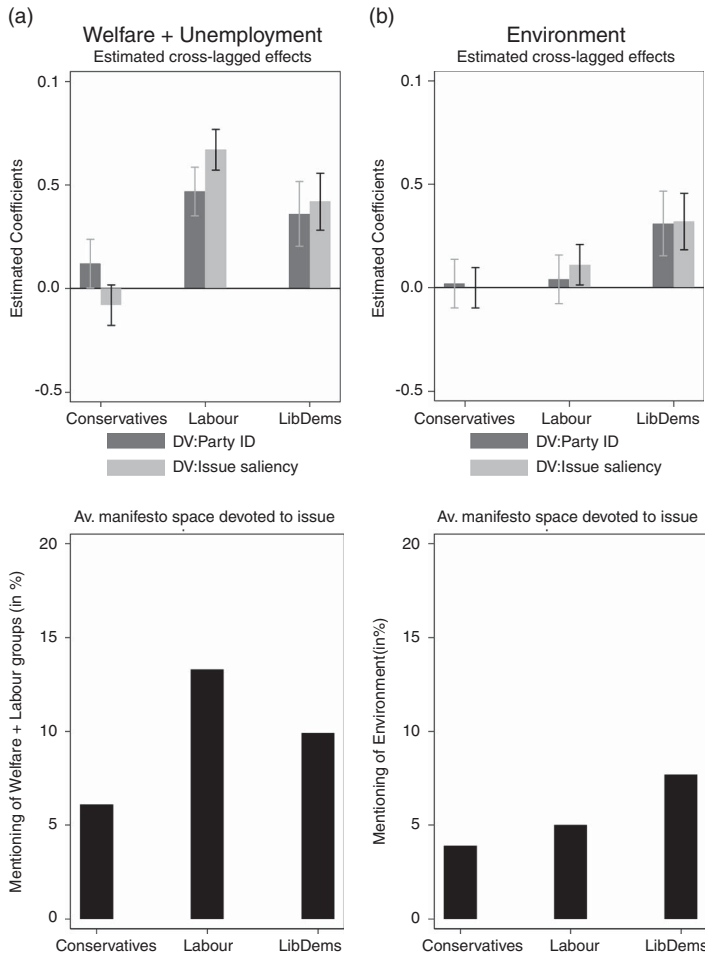 (a)
Welfare + Unemployment
Estimated cross-lagged effects
Estimated Coefficients
0.1
0.5
0.0
-0.5
Conservatives Labour LibDems
DV:Party ID
DV:Issue saliency
(b)
Environment
Estimated cross-lagged effects
Estimated Coefficients
0.1
0.5
0.0
-0.5
Conservatives Labour LibDems
DV:Party ID
DV:Issue saliency
Av. manifesto space devoted to issue
Mentioning of Welfare + Labour groups (in %)
20
15
10
5
0
Conservatives Labour LibDems
Av. manifesto space devoted to issue
Mentioning of Environment(in%)
20
15
10
5
0
Conservatives Labour LibDems